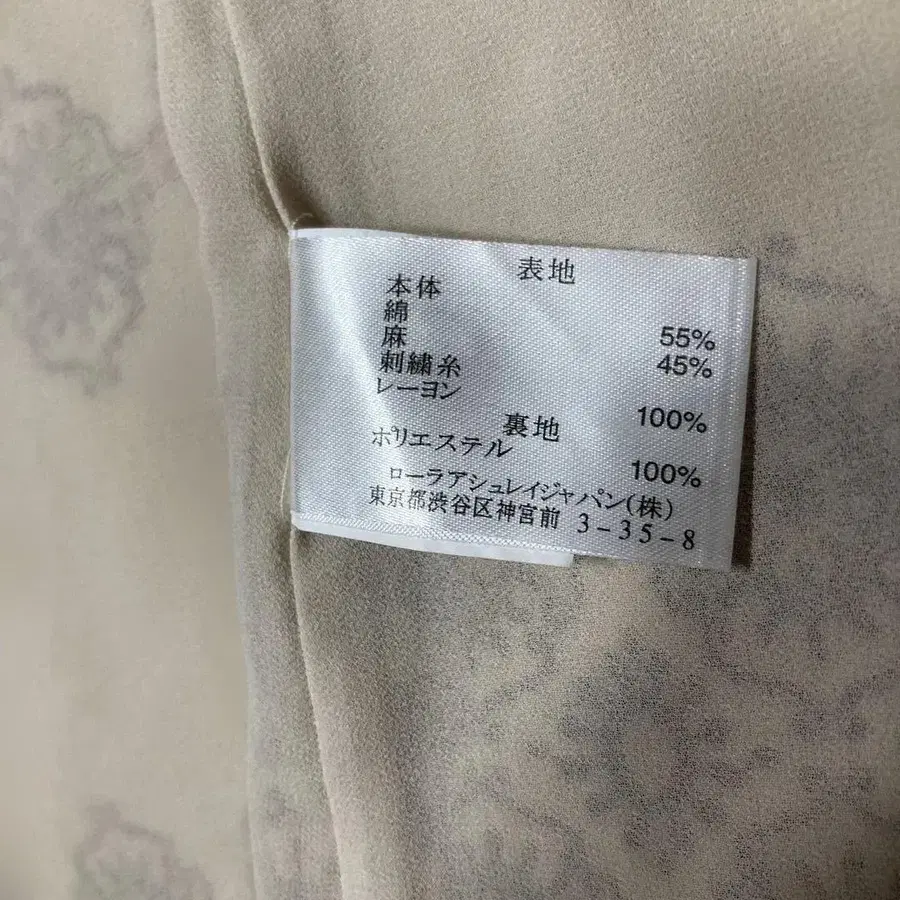 表地
本体
綿 55%
麻 45%
刺繍糸
レーヨン 100%
裏地
ポリエステル 100%
ローラアシュレイジャパン(株)
東京都渋谷区神宮前 3-35-8